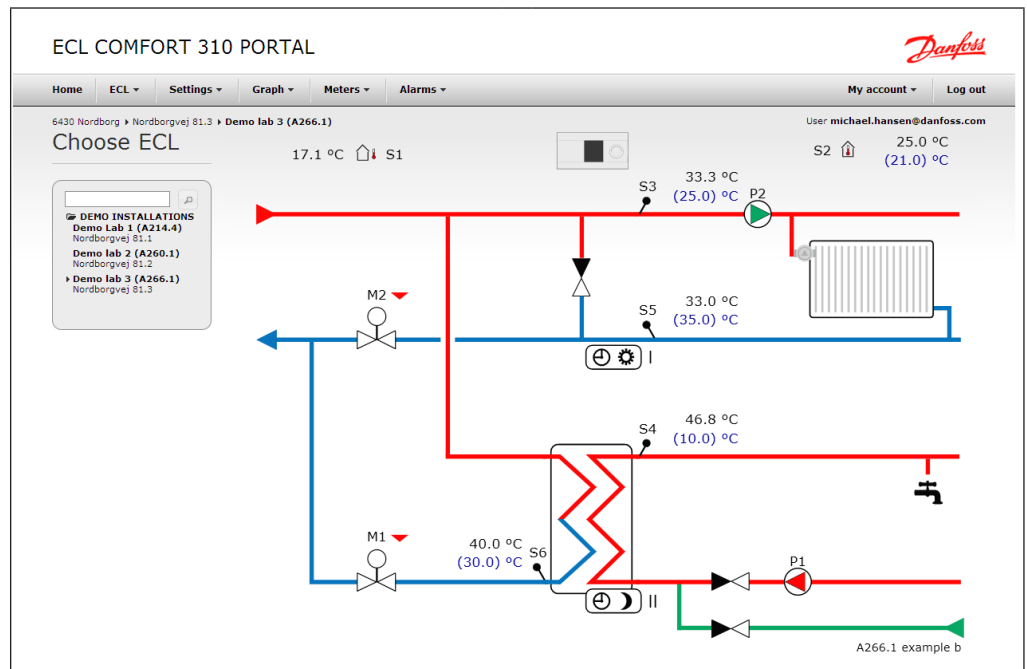 ECL COMFORT 310 PORTAL
Danfoss
Home ECL Settings Graph Meters Alarms My account Log out
6430 Nordborg Nordborgvej 81.3 Demo lab 3 (A266.1)
User michael.hansen@danfoss.com
Choose ECL
17.1 °C S1
S2 25.0 °C
(21.0) °C
DEMO INSTALLATIONS
Demo Lab 1 (A214.4)
Nordborgvej 81.1
Demo lab 2 (A260.1)
Nordborgvej 81.2
Demo lab 3 (A266.1)
Nordborgvej 81.3
S3 33.3 °C
(25.0) °C P2
M2
S5 33.0 °C
(35.0) °C
I
S4 46.8 °C
(10.0) °C
M1
40.0 °C
(30.0) °C S6
P1
II
A266.1 example b